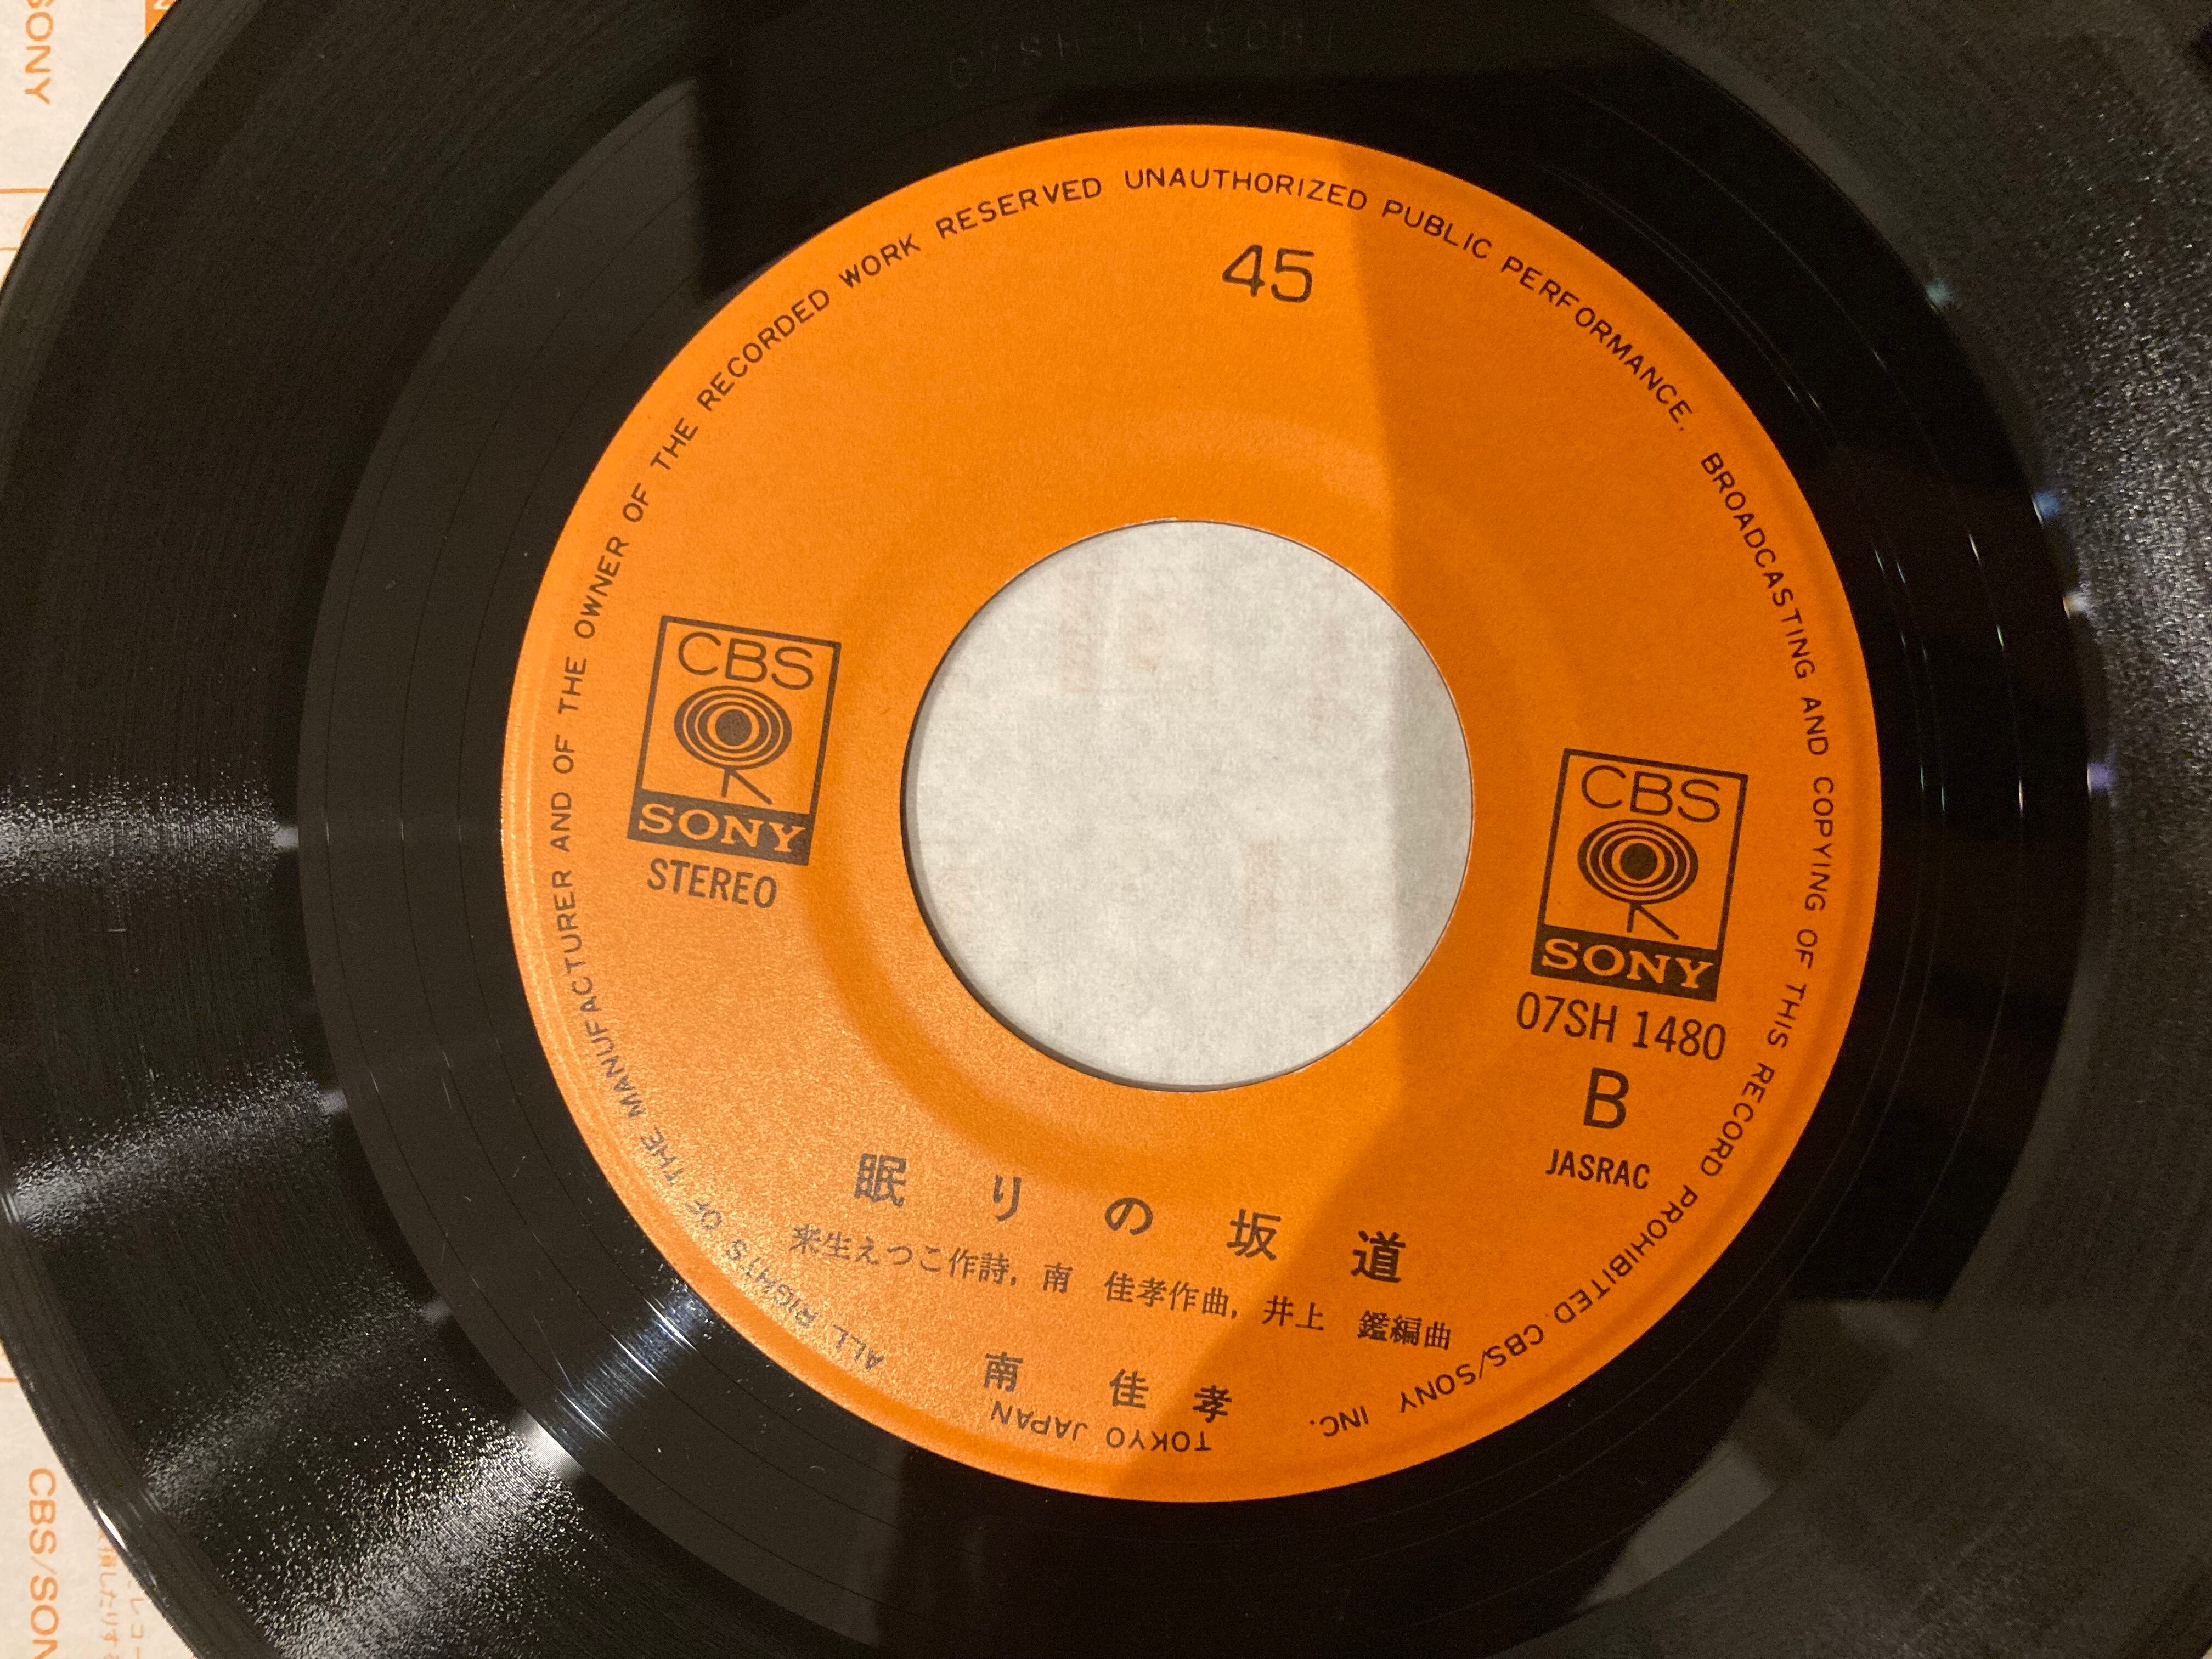 45
CBS
SONY
STEREO
CBS
SONY
07SH 1480
B
JASRAC
眠りの坂道
来生えつこ作詩, 南 佳孝作曲, 井上 鑑編曲
南 佳孝
ALL RIGHTS OF THE MANUFACTURER AND OF THE OWNER OF THE RECORDED WORK RESERVED UNAUTHORIZED PUBLIC PERFORMANCE, BROADCASTING AND COPYING OF THIS RECORD PROHIBITED. CBS/SONY INC. TOKYO JAPAN
SONY
CBS/SON